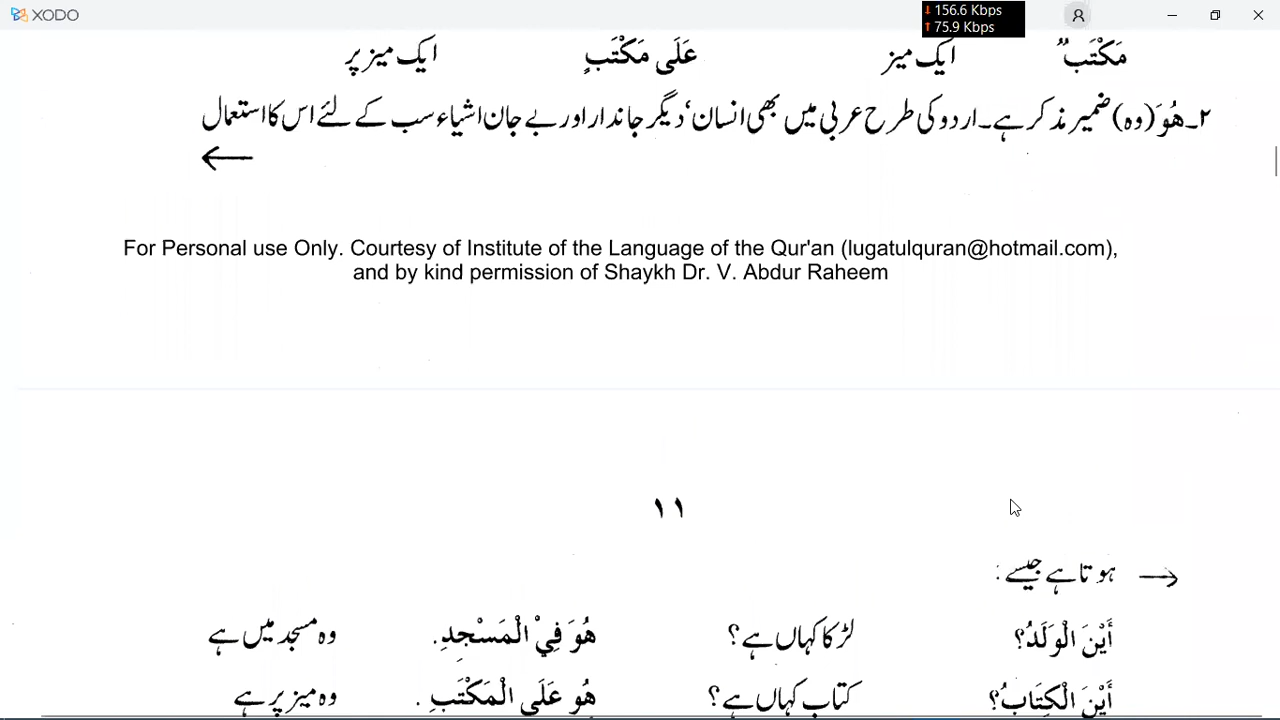 XODO
↓ 156.6 Kbps
↑ 75.9 Kbps
مَكْتَبٌ ایک میز عَلَى مَكْتَبٍ ایک میز پر
۲۔ هُوَ (وہ) ضمیر مذکر ہے۔ اردو کی طرح عربی میں بھی انسان، دیگر جاندار اور بے جان اشیاء سب کے لئے اس کا استعمال
←
For Personal use Only. Courtesy of Institute of the Language of the Qur'an (lugatulquran@hotmail.com),
and by kind permission of Shaykh Dr. V. Abdur Raheem
١١
→ ہوتا ہے جیسے :
أَيْنَ الْوَلَدُ؟ لڑکا کہاں ہے؟ هُوَ فِيْ الْمَسْجِدِ. وہ مسجد میں ہے
أَيْنَ الْكِتَابُ؟ کتاب کہاں ہے؟ هُو عَلَى الْمَكْتَبِ . وہ میز پر ہے